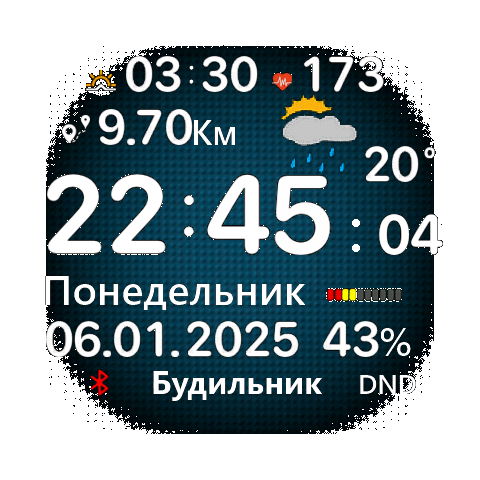 03:30 173
9.70Км
20°
22:45:04
Понедельник
06.01.2025 43%
Будильник DND